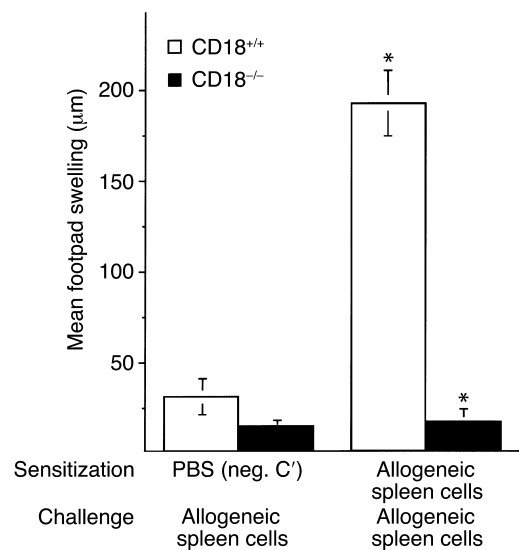 CD18+/+
CD18–/–
Mean footpad swelling (μm)
200
150
100
50
*
*
Sensitization PBS (neg. C′) Allogeneic
spleen cells
Challenge Allogeneic Allogeneic
spleen cells spleen cells